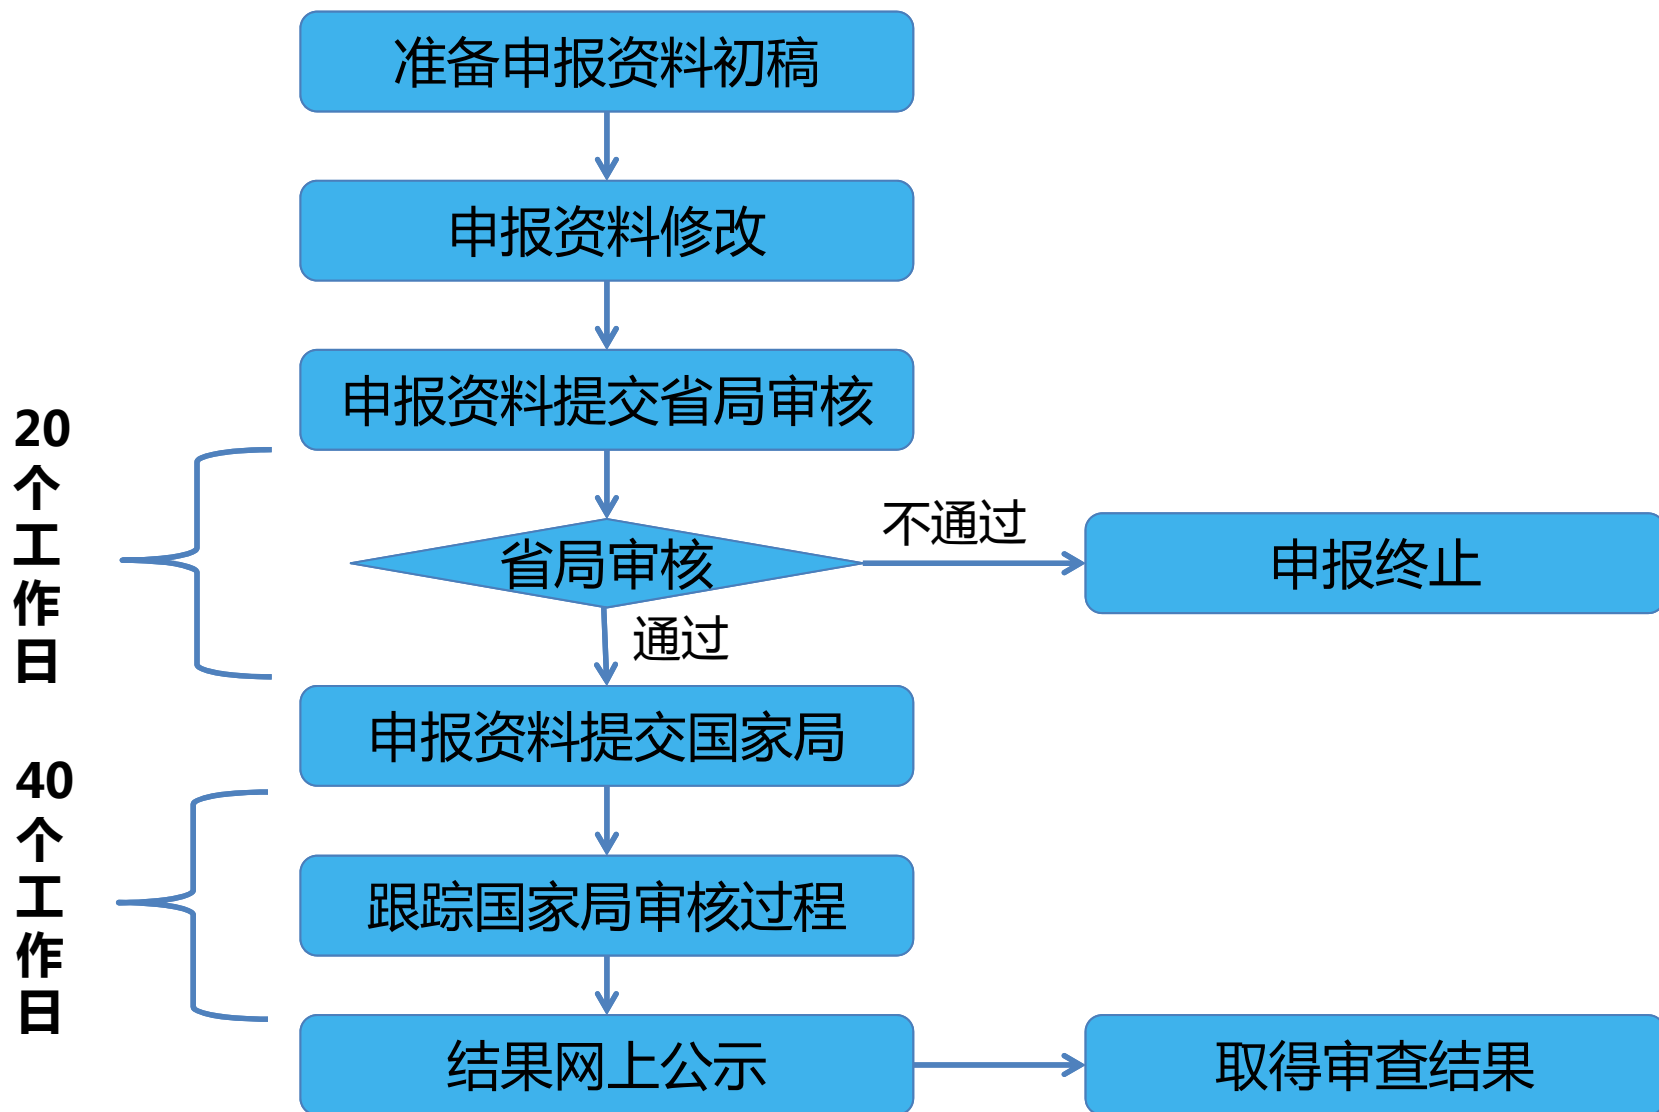 准备申报资料初稿
申报资料修改
申报资料提交省局审核
20
个
工
作
日
省局审核
不通过
申报终止
通过
申报资料提交国家局
40
个
工
作
日
跟踪国家局审核过程
结果网上公示
取得审查结果